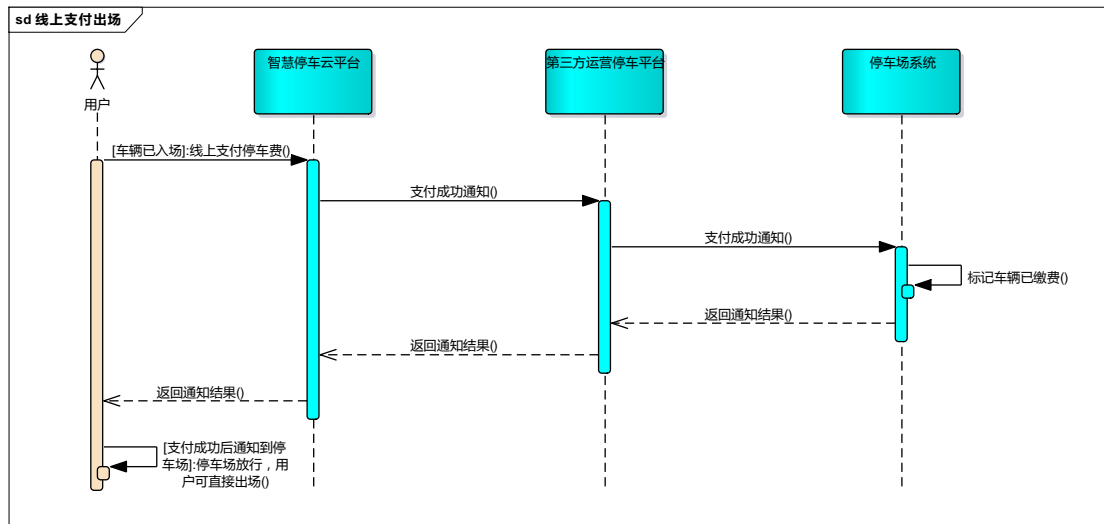 sd 线上支付出场
用户
智慧停车云平台
第三方运营停车平台
停车场系统
[车辆已入场]:线上支付停车费()
支付成功通知()
支付成功通知()
标记车辆已缴费()
返回通知结果()
返回通知结果()
返回通知结果()
[支付成功后通知到停
车场]:停车场放行，用
户可直接出场()